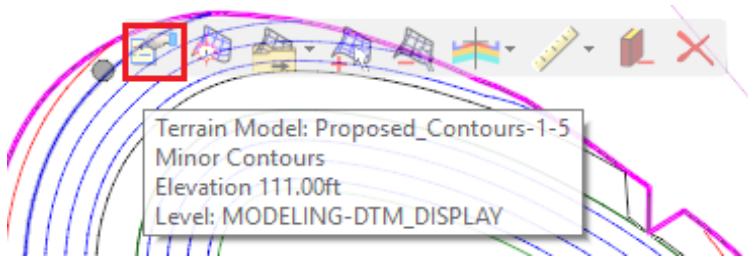 Terrain Model: Proposed_Contours-1-5
Minor Contours
Elevation 111.00ft
Level: MODELING-DTM_DISPLAY